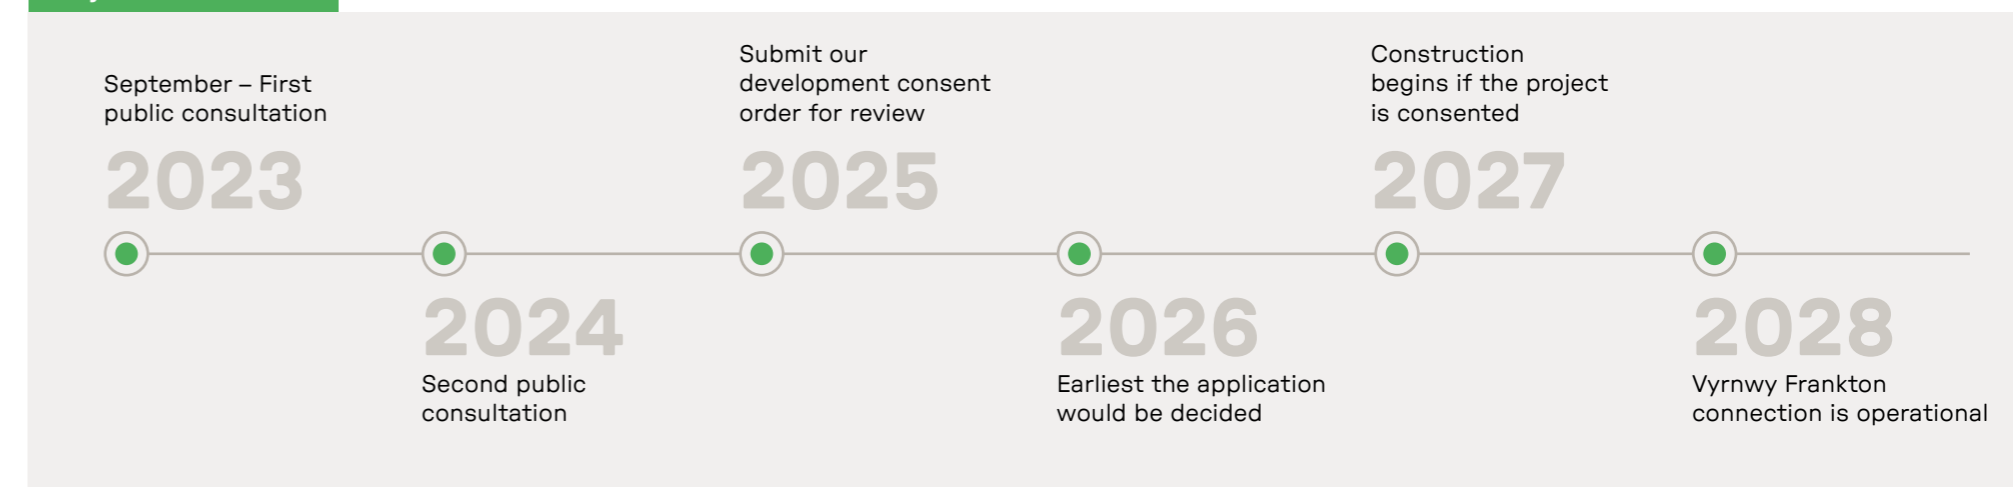 September – First
public consultation
2023
2024
Second public
consultation
Submit our
development consent
order for review
2025
2026
Earliest the application
would be decided
Construction
begins if the project
is consented
2027
2028
Vyrnwy Frankton
connection is operational